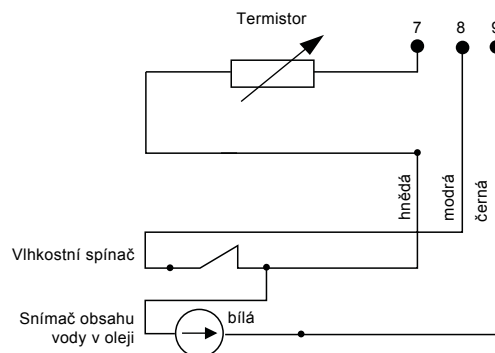 Termistor
7 8 9
hnědá
modrá
černá
Vlhkostní spínač
Snímač obsahu
vody v oleji
bílá